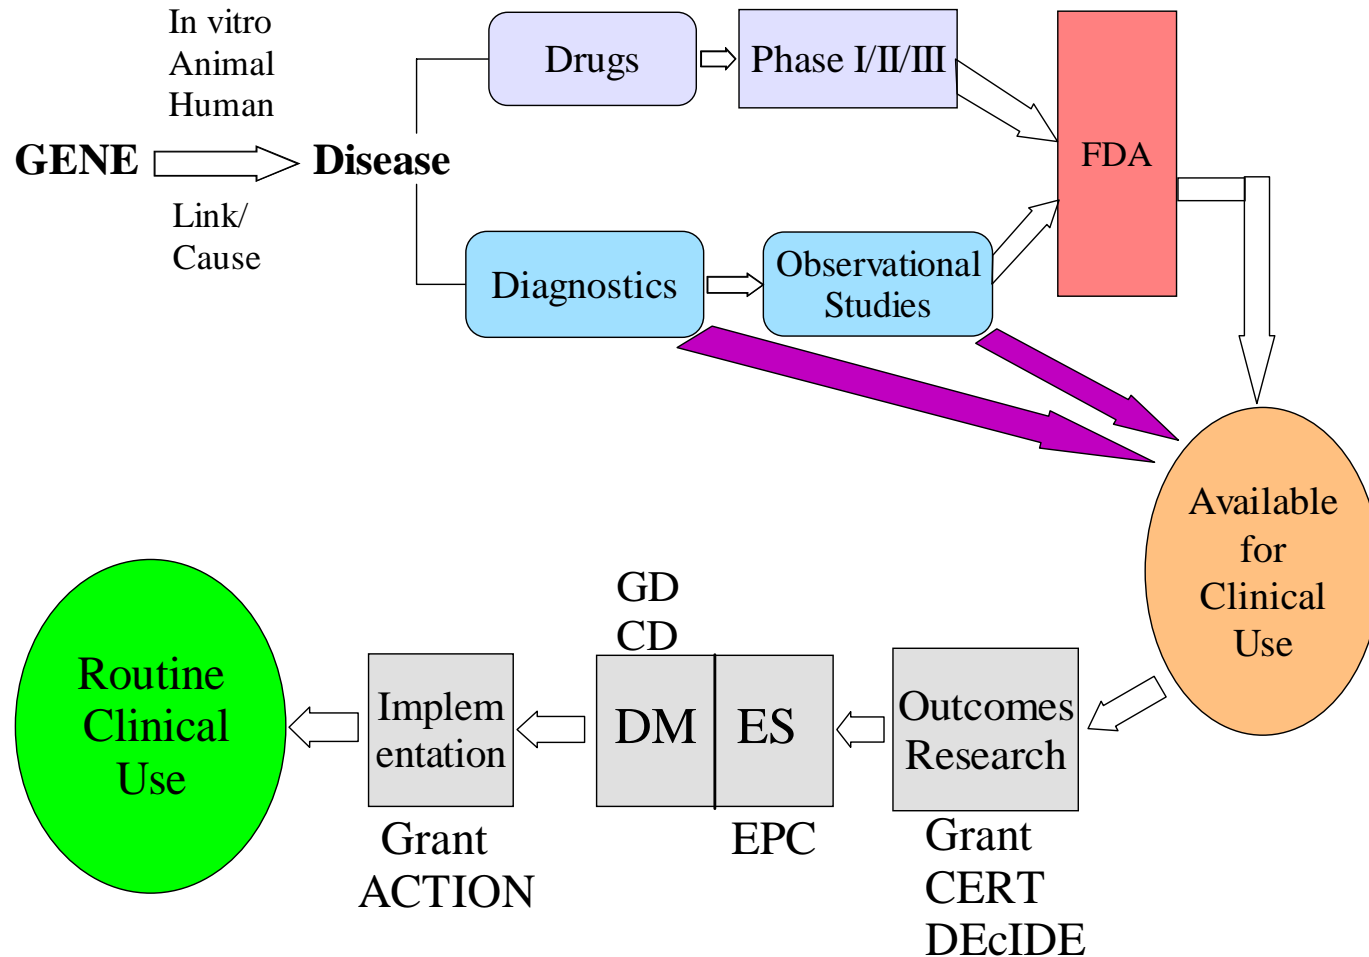 In vitro
Animal
Human
GENE
Link/
Cause
Disease
Drugs
Phase I/II/III
FDA
Diagnostics
Observational
Studies
Available
for
Clinical
Use
Outcomes
Research
Grant
CERT
DEcIDE
GD
CD
DM
ES
EPC
Implem
entation
Grant
ACTION
Routine
Clinical
Use